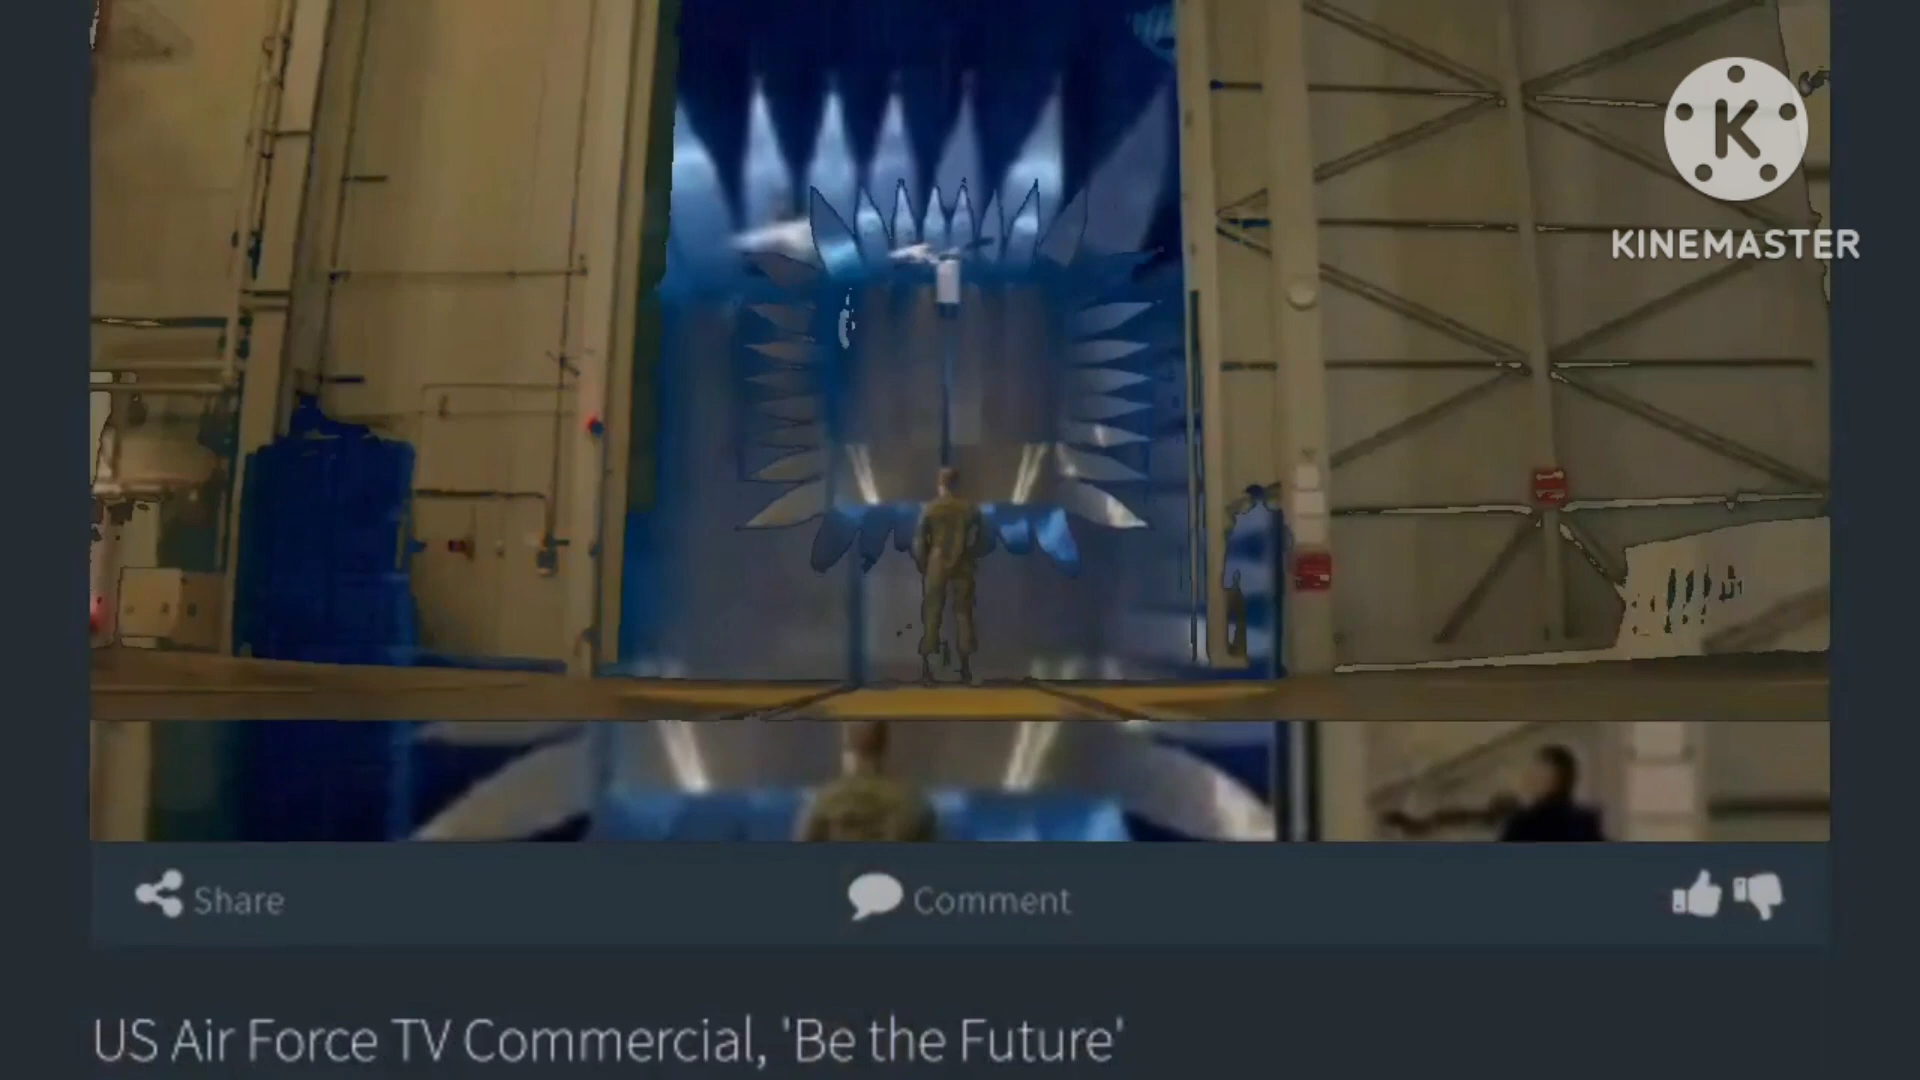 K
KINEMASTER
Share
Comment
US Air Force TV Commercial, 'Be the Future'